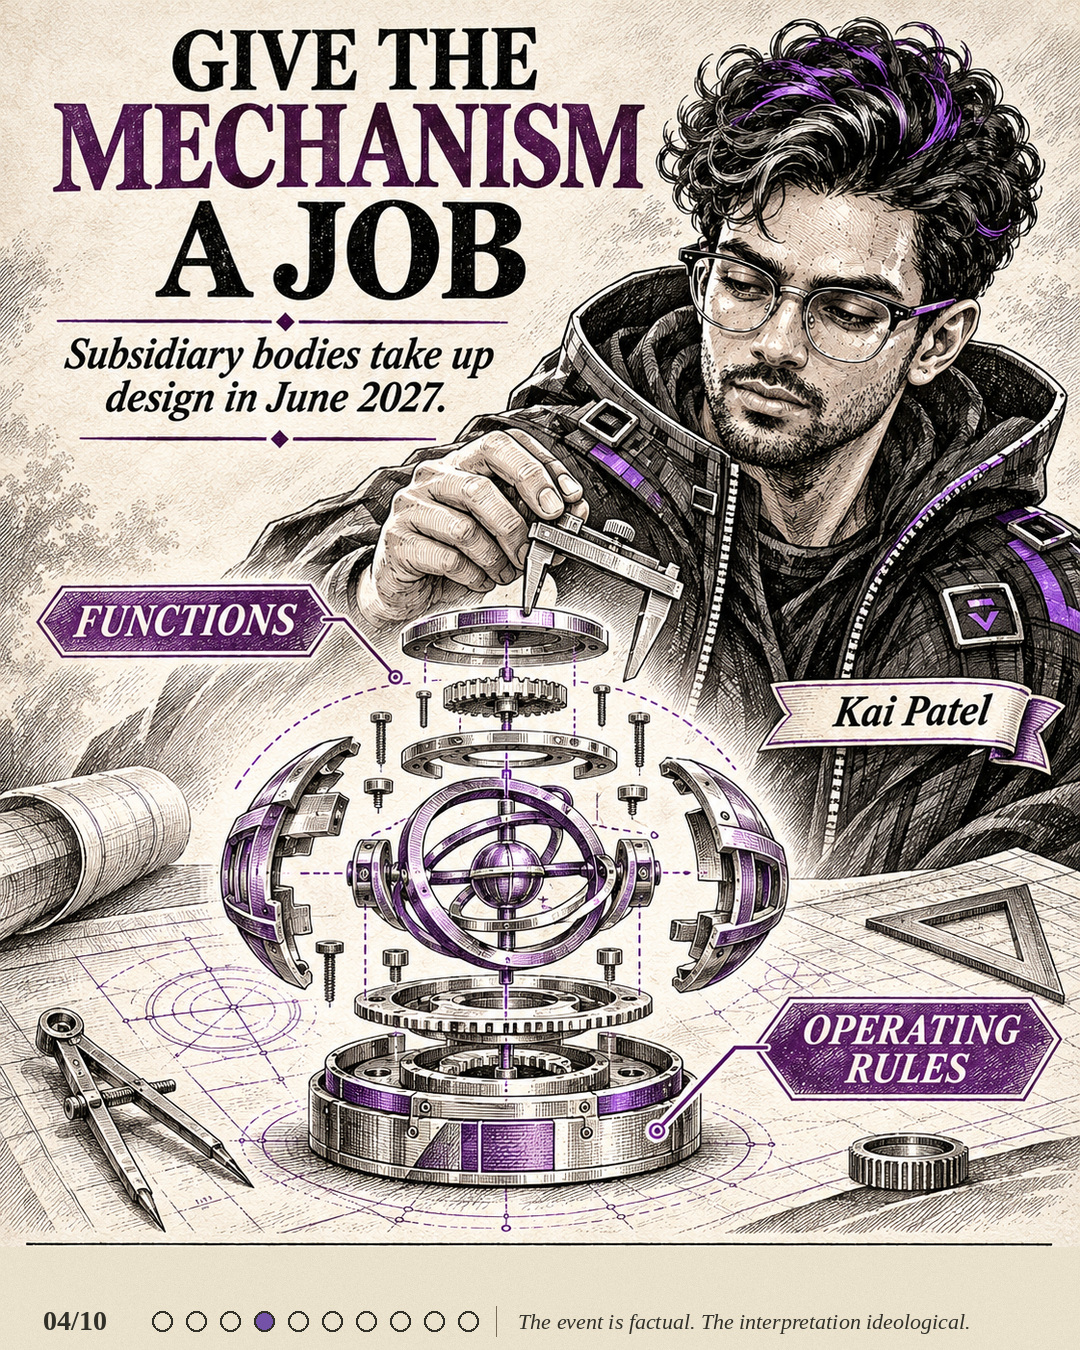 GIVE THE
MECHANISM
A JOB
Subsidiary bodies take up
design in June 2027.
FUNCTIONS
Kai Patel
OPERATING
RULES
04/10
The event is factual. The interpretation ideological.